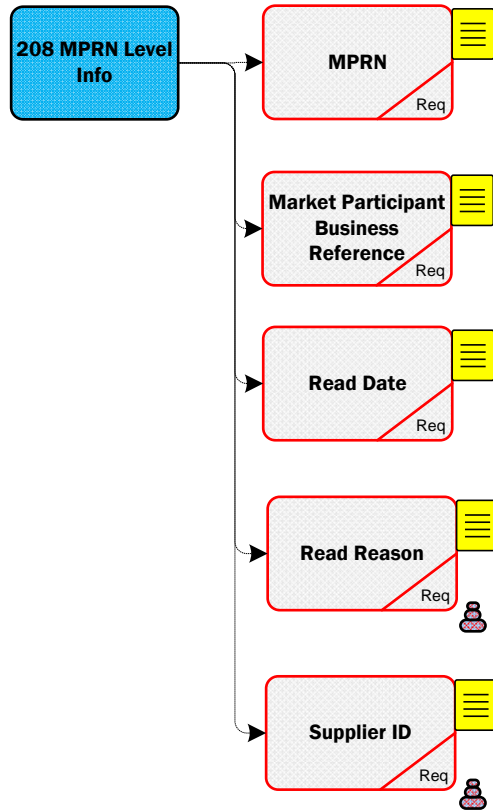 208 MPRN Level
Info
MPRN
Req
Market Participant
Business
Reference
Req
Read Date
Req
Read Reason
Req
Supplier ID
Req